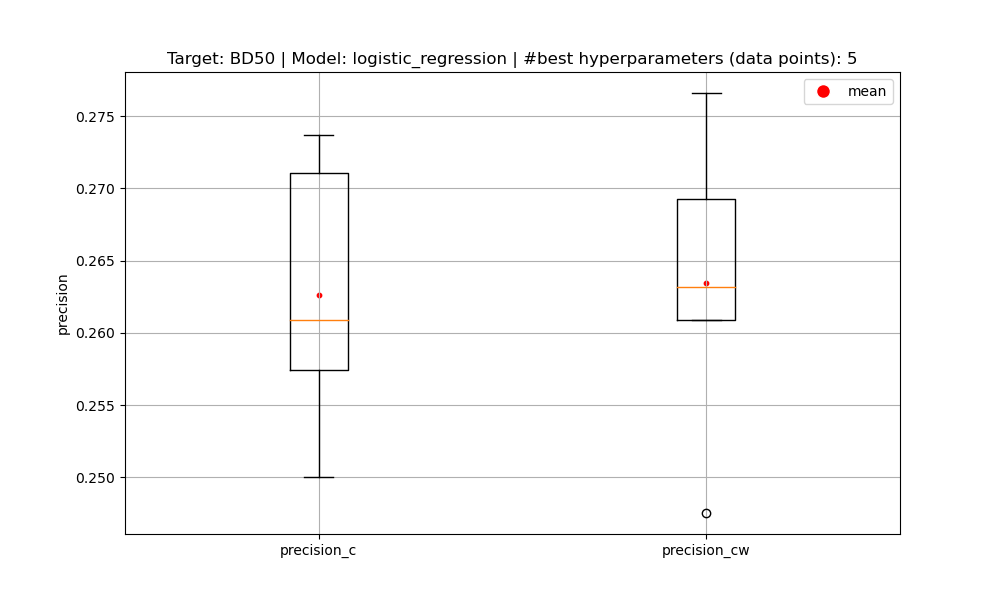 Target: BD50 | Model: logistic_regression | #best hyperparameters (data points): 5
mean
0.275
0.270
0.265
0.260
0.255
0.250
precision
precision_c
precision_cw